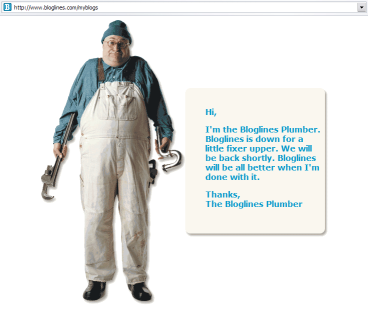 http://www.bloglines.com/myblogs
Hi,
I'm the Bloglines Plumber.
Bloglines is down for a
little fixer upper. We will
be back shortly. Bloglines
will be all better when I'm
done with it.
Thanks,
The Bloglines Plumber